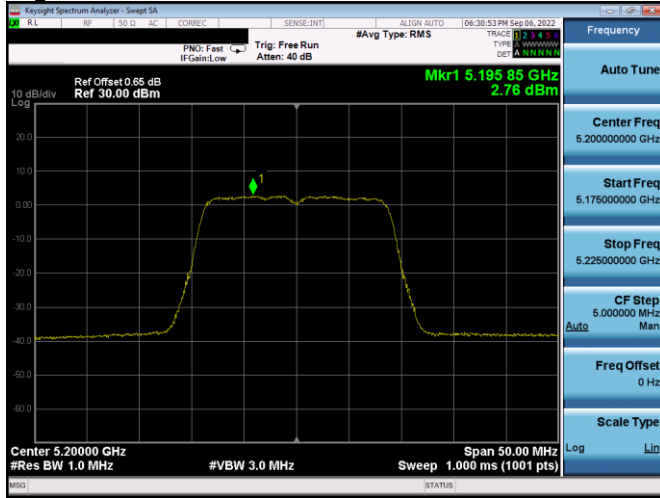 Keysight Spectrum Analyzer - Swept SA
RL RF 50 Ω AC CORREC SENSE:INT ALIGN AUTO 06:30:53 PM Sep 06, 2022
#Avg Type: RMS
TRACE 1 2 3 4 5 6
TYPE A WWWWW
DET A NNNNN
PNO: Fast Trig: Free Run
IFGain:Low Atten: 40 dB
Frequency
Ref Offset 0.65 dB
Ref 30.00 dBm
10 dB/div
Log
Mkr1 5.195 85 GHz
2.76 dBm
Auto Tune
20.0
10.0
0.00
-10.0
-20.0
-30.0
-40.0
-50.0
-60.0
1
Center Freq
5.200000000 GHz
Start Freq
5.175000000 GHz
Stop Freq
5.225000000 GHz
CF Step
5.000000 MHz
Auto Man
Freq Offset
0 Hz
Scale Type
Log Lin
Center 5.20000 GHz Span 50.00 MHz
#Res BW 1.0 MHz #VBW 3.0 MHz Sweep 1.000 ms (1001 pts)
MSG STATUS